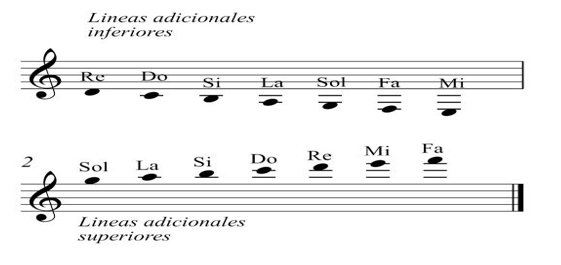 Lineas adicionales
inferiores
Re Do Si La Sol Fa Mi
2
Sol La Si Do Re Mi Fa
Lineas adicionales
superiores